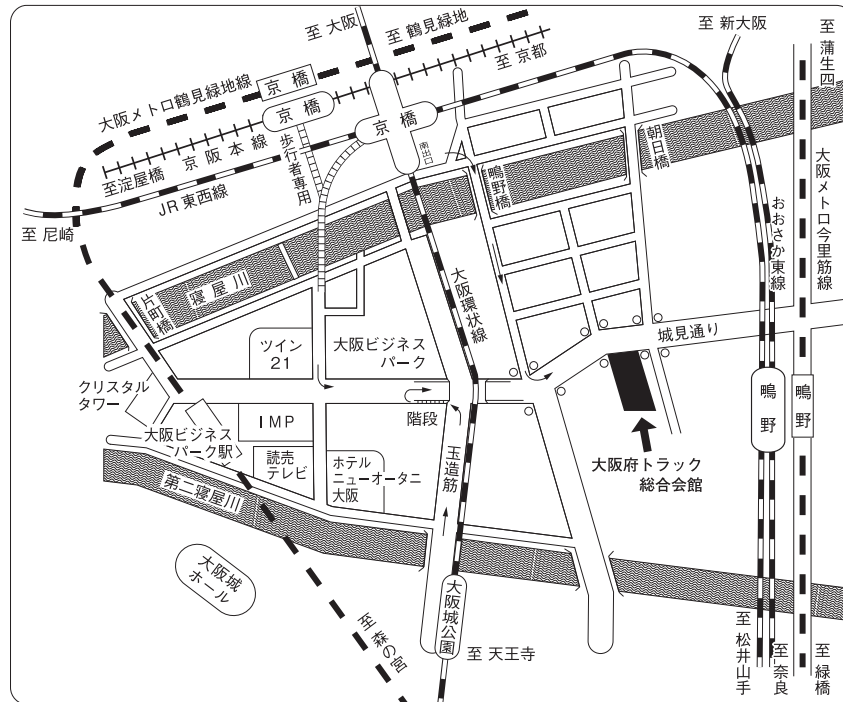 至 大阪
至 鶴見緑地
至 新大阪
至 蒲生四
大阪メトロ鶴見緑地線
京橋
至 京都
京橋
京橋
至淀屋橋
京阪本線
歩行者専用
南出口
朝日橋
鴫野橋
JR東西線
至 尼崎
おおさか東線
大阪メトロ今里筋線
片町橋
寝屋川
大阪環状線
城見通り
ツイン
21
大阪ビジネス
パーク
クリスタル
タワー
階段
IMP
大阪ビジネス
パーク駅
読売
テレビ
ホテル
ニューオータニ
大阪
玉造筋
鴫野
鴫野
大阪府トラック
総合会館
第二寝屋川
大阪城
ホール
大阪城公園
至 森の宮
至 天王寺
至 松井山手
至 奈良
至 緑橋